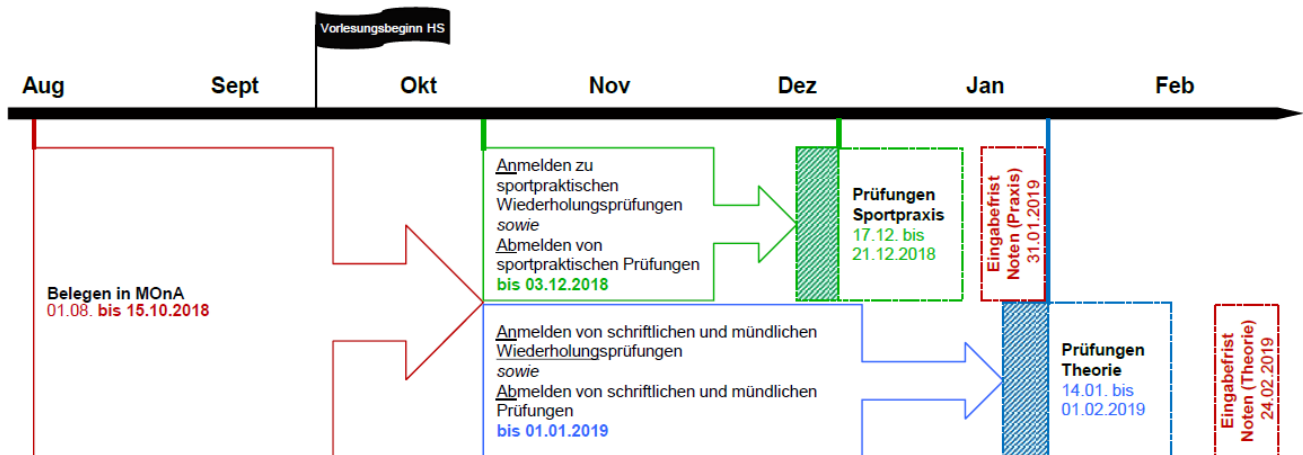 Vorlesungsbeginn HS
Aug Sept Okt Nov Dez Jan Feb
Belegen in MOnA
01.08. bis 15.10.2018
Anmelden zu
sportpraktischen
Wiederholungsprüfungen
sowie
Abmelden von
sportpraktischen Prüfungen
bis 03.12.2018
Prüfungen
Sportpraxis
17.12. bis
21.12.2018
Eingabefrist
Noten (Praxis)
31.01.2019
Anmelden von schriftlichen und mündlichen
Wiederholungsprüfungen
sowie
Abmelden von schriftlichen und mündlichen
Prüfungen
bis 01.01.2019
Prüfungen
Theorie
14.01. bis
01.02.2019
Eingabefrist
Noten (Theorie)
24.02.2019